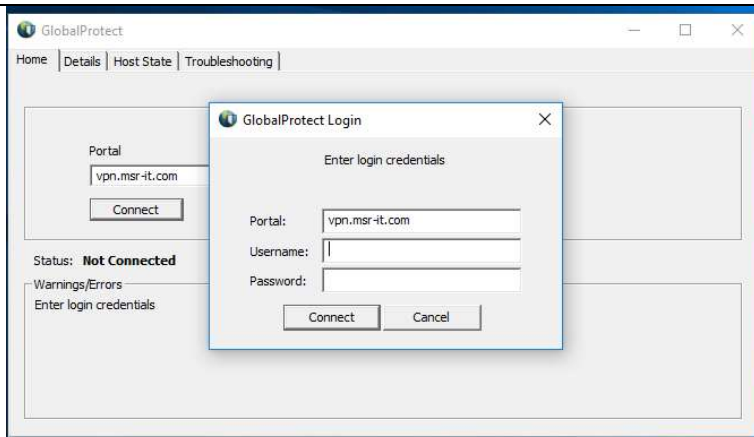 GlobalProtect
Home Details Host State Troubleshooting
Portal
vpn.msr-it.com
Connect
Status: Not Connected
Warnings/Errors
Enter login credentials
GlobalProtect Login
Enter login credentials
Portal: vpn.msr-it.com
Username:
Password:
Connect Cancel